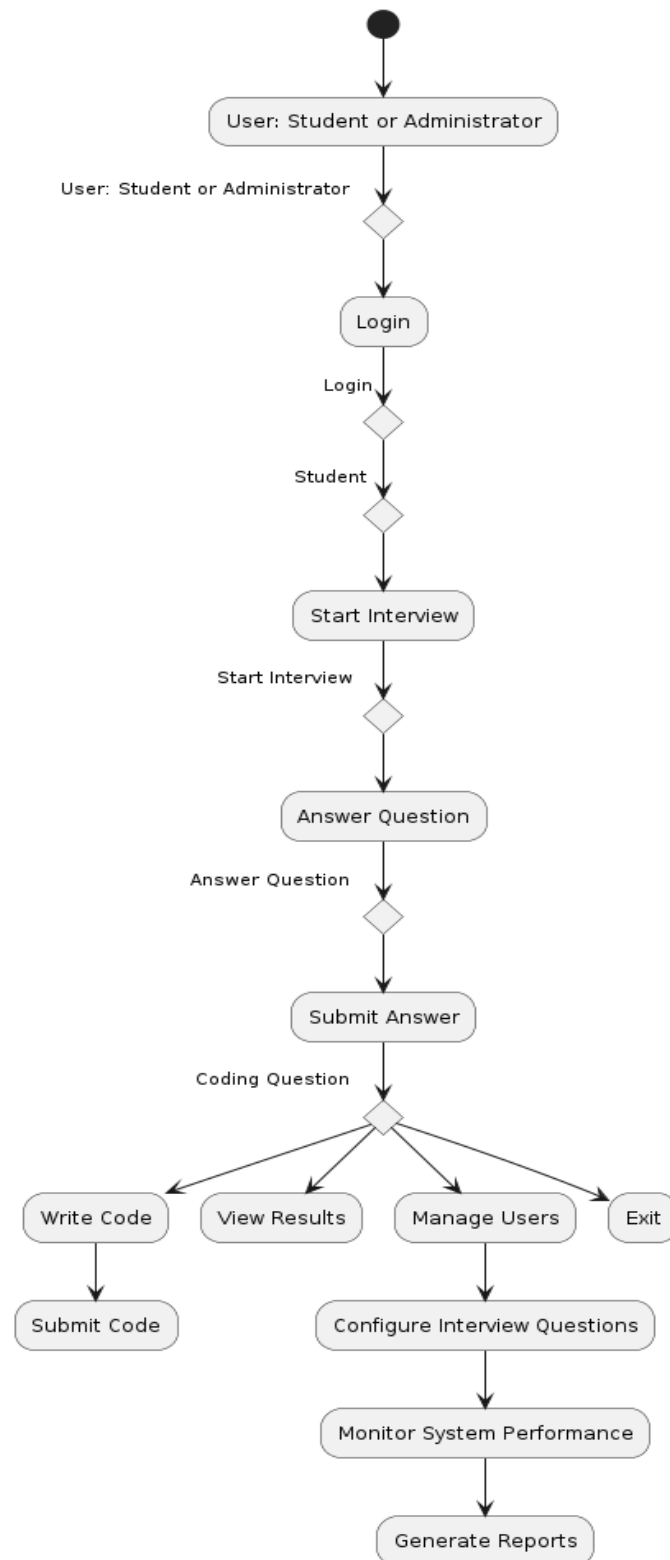 User: Student or Administrator
User: Student or Administrator
Login
Login
Student
Start Interview
Start Interview
Answer Question
Answer Question
Submit Answer
Coding Question
Write Code
View Results
Manage Users
Exit
Submit Code
Configure Interview Questions
Monitor System Performance
Generate Reports